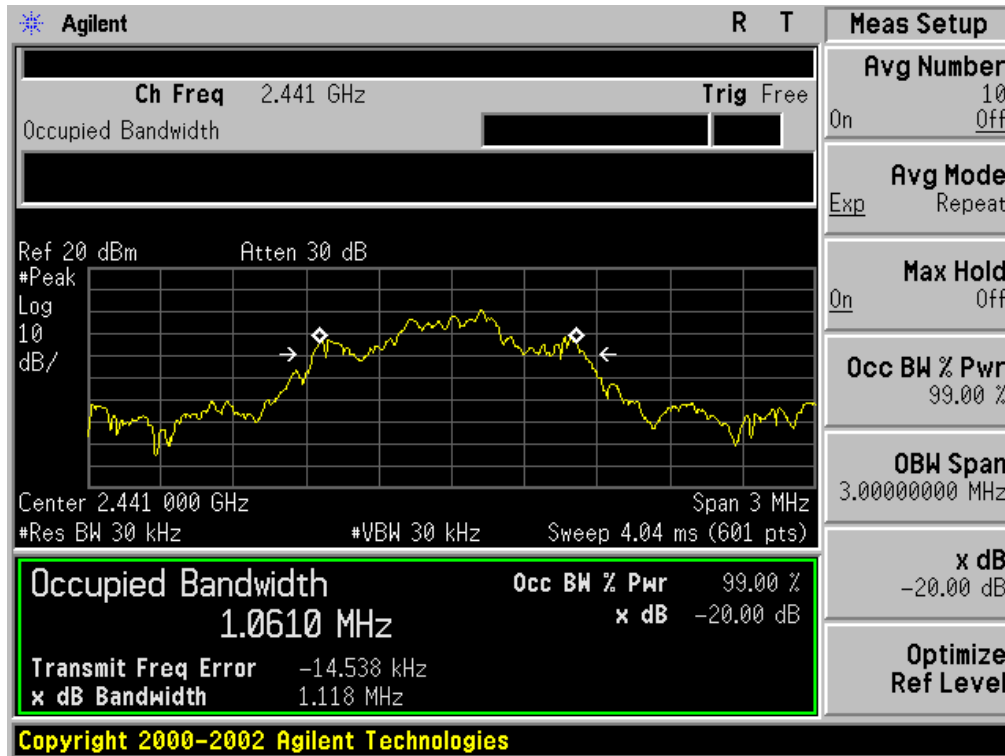 Agilent R T
Ch Freq 2.441 GHz Trig Free
Occupied Bandwidth
Ref 20 dBm Atten 30 dB
#Peak
Log
10
dB/
Center 2.441 000 GHz Span 3 MHz
#Res BW 30 kHz #VBW 30 kHz Sweep 4.04 ms (601 pts)
Occupied Bandwidth
1.0610 MHz
Occ BW % Pwr 99.00 %
x dB -20.00 dB
Transmit Freq Error -14.538 kHz
x dB Bandwidth 1.118 MHz
Copyright 2000-2002 Agilent Technologies
Meas Setup
Avg Number
10
On Off
Avg Mode
Exp Repeat
Max Hold
On Off
Occ BW % Pwr
99.00 %
OBW Span
3.00000000 MHz
x dB
-20.00 dB
Optimize
Ref Level